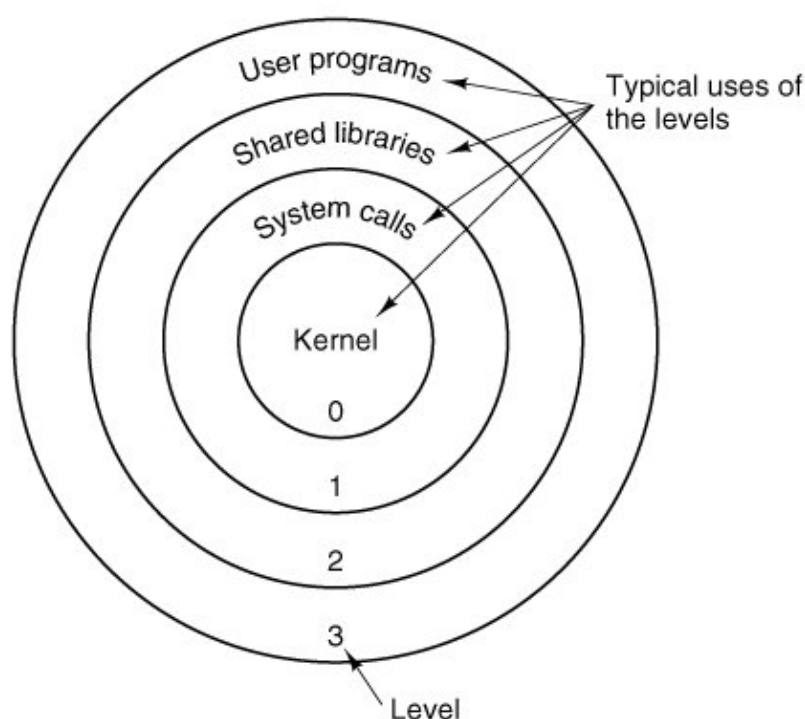 User programs
Typical uses of
the levels
Shared libraries
System calls
Kernel
0
1
2
3
Level